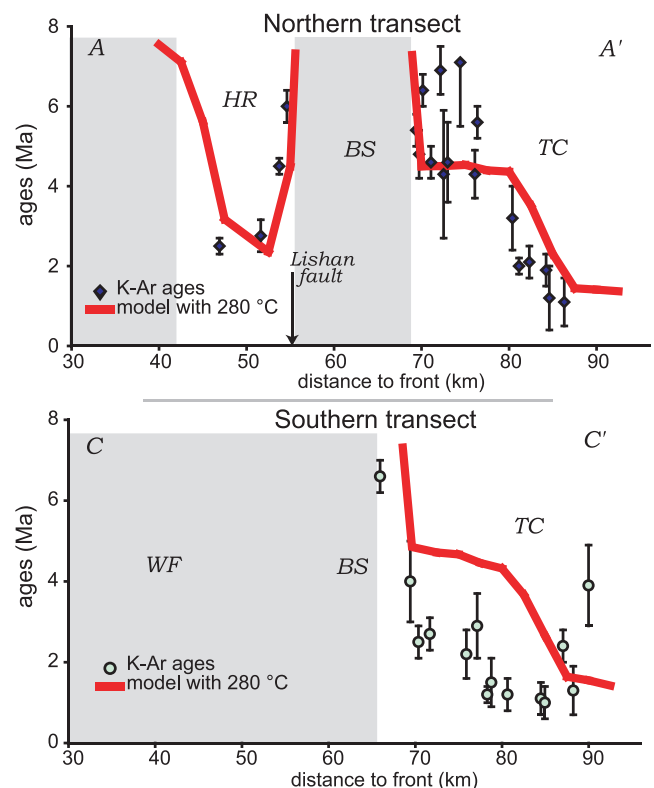 Northern transect
A
A'
HR
BS
TC
Lishan
fault
K-Ar ages
model with 280 °C
ages (Ma)
8
6
4
2
0
30
40
50
60
70
80
90
distance to front (km)
Southern transect
C
C'
TC
WF
BS
K-Ar ages
model with 280 °C
ages (Ma)
8
6
4
2
0
30
40
50
60
70
80
90
distance to front (km)